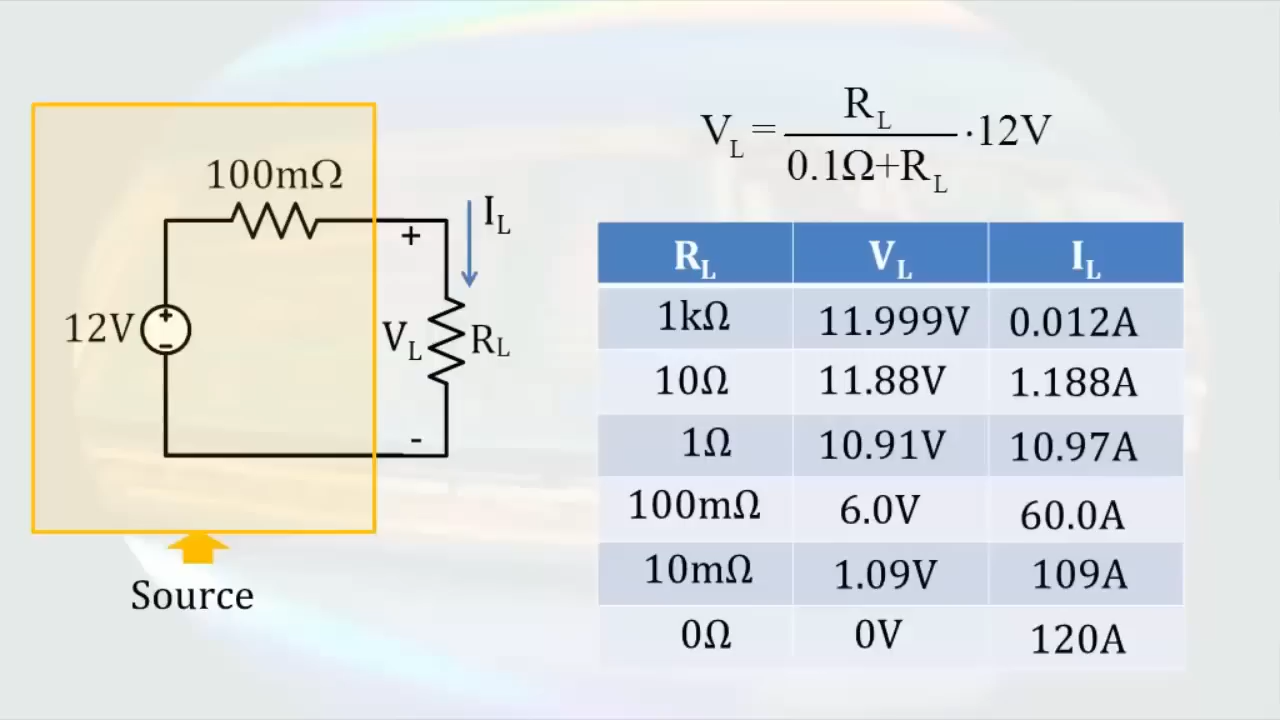 100mΩ
12V
+
-
+
V_L
-
I_L
R_L
Source
V_L = R_L / (0.1Ω+R_L) ·12V
R_L V_L I_L
1kΩ 11.999V 0.012A
10Ω 11.88V 1.188A
1Ω 10.91V 10.97A
100mΩ 6.0V 60.0A
10mΩ 1.09V 109A
0Ω 0V 120A